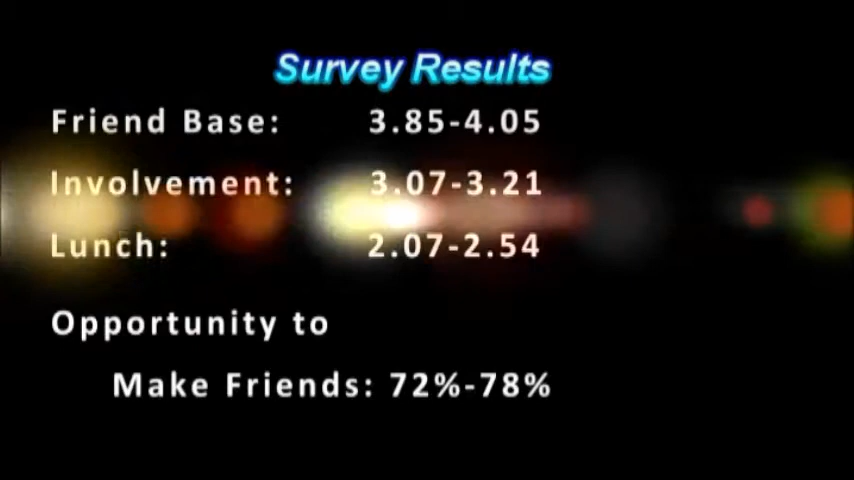 Survey Results
Friend Base: 3.85-4.05
Involvement: 3.07-3.21
Lunch: 2.07-2.54
Opportunity to
Make Friends: 72%-78%